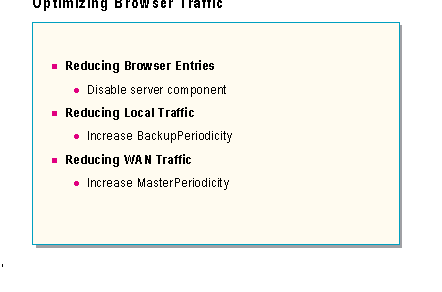 Optimizing Browser Traffic
Reducing Browser Entries
Disable server component
Reducing Local Traffic
Increase BackupPeriodicity
Reducing WAN Traffic
Increase MasterPeriodicity